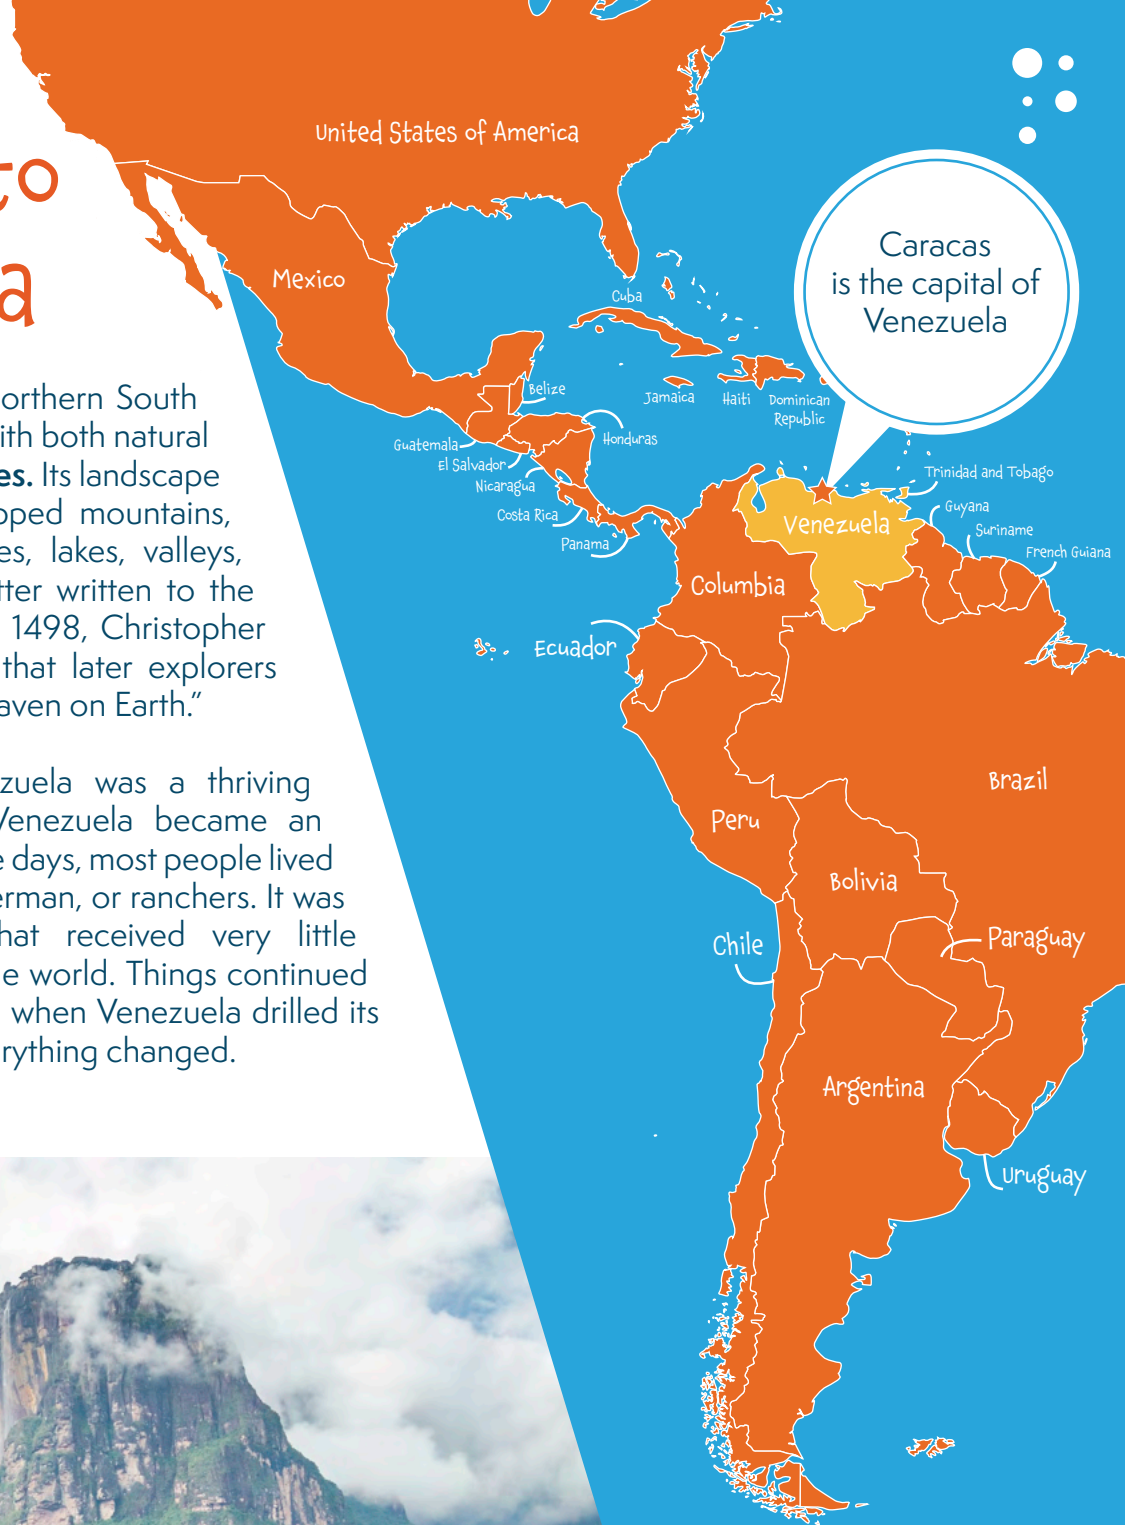 to
a
orthern South
ith both natural
es. Its landscape
pped mountains,
es, lakes, valleys,
tter written to the
1498, Christopher
that later explorers
aven on Earth.”
zuela was a thriving
Venezuela became an
e days, most people lived
erman, or ranchers. It was
hat received very little
e world. Things continued
when Venezuela drilled its
rything changed.
United States of America
Mexico
Cuba
Caracas
is the capital of
Venezuela
Belize
Jamaica
Haiti
Dominican
Republic
Guatemala
Honduras
El Salvador
Nicaragua
Costa Rica
Panama
Trinidad and Tobago
Guyana
Suriname
French Guiana
Venezuela
Columbia
Ecuador
Brazil
Peru
Bolivia
Chile
Paraguay
Argentina
Uruguay